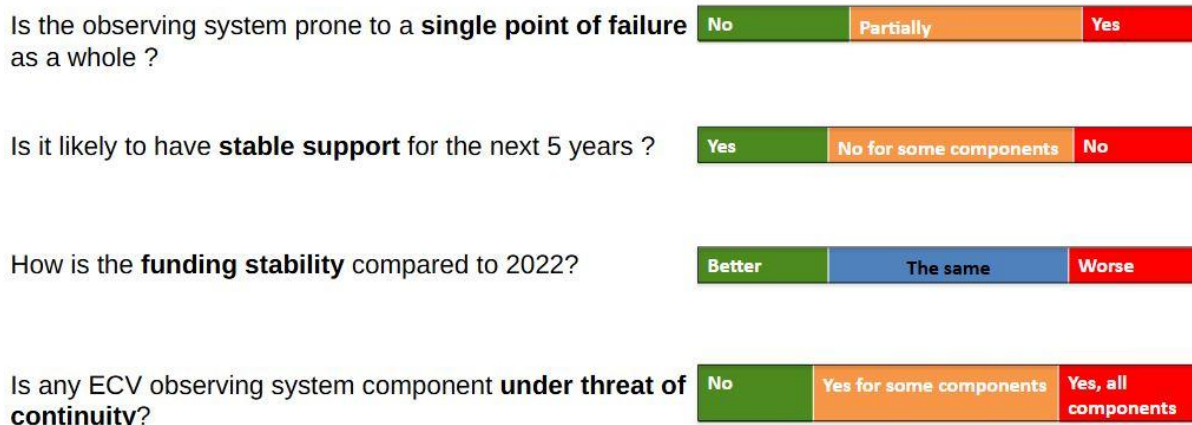 Is the observing system prone to a single point of failure
as a whole ?
No
Partially
Yes
Is it likely to have stable support for the next 5 years ?
Yes
No for some components
No
How is the funding stability compared to 2022?
Better
The same
Worse
Is any ECV observing system component under threat of
continuity?
No
Yes for some components
Yes, all
components